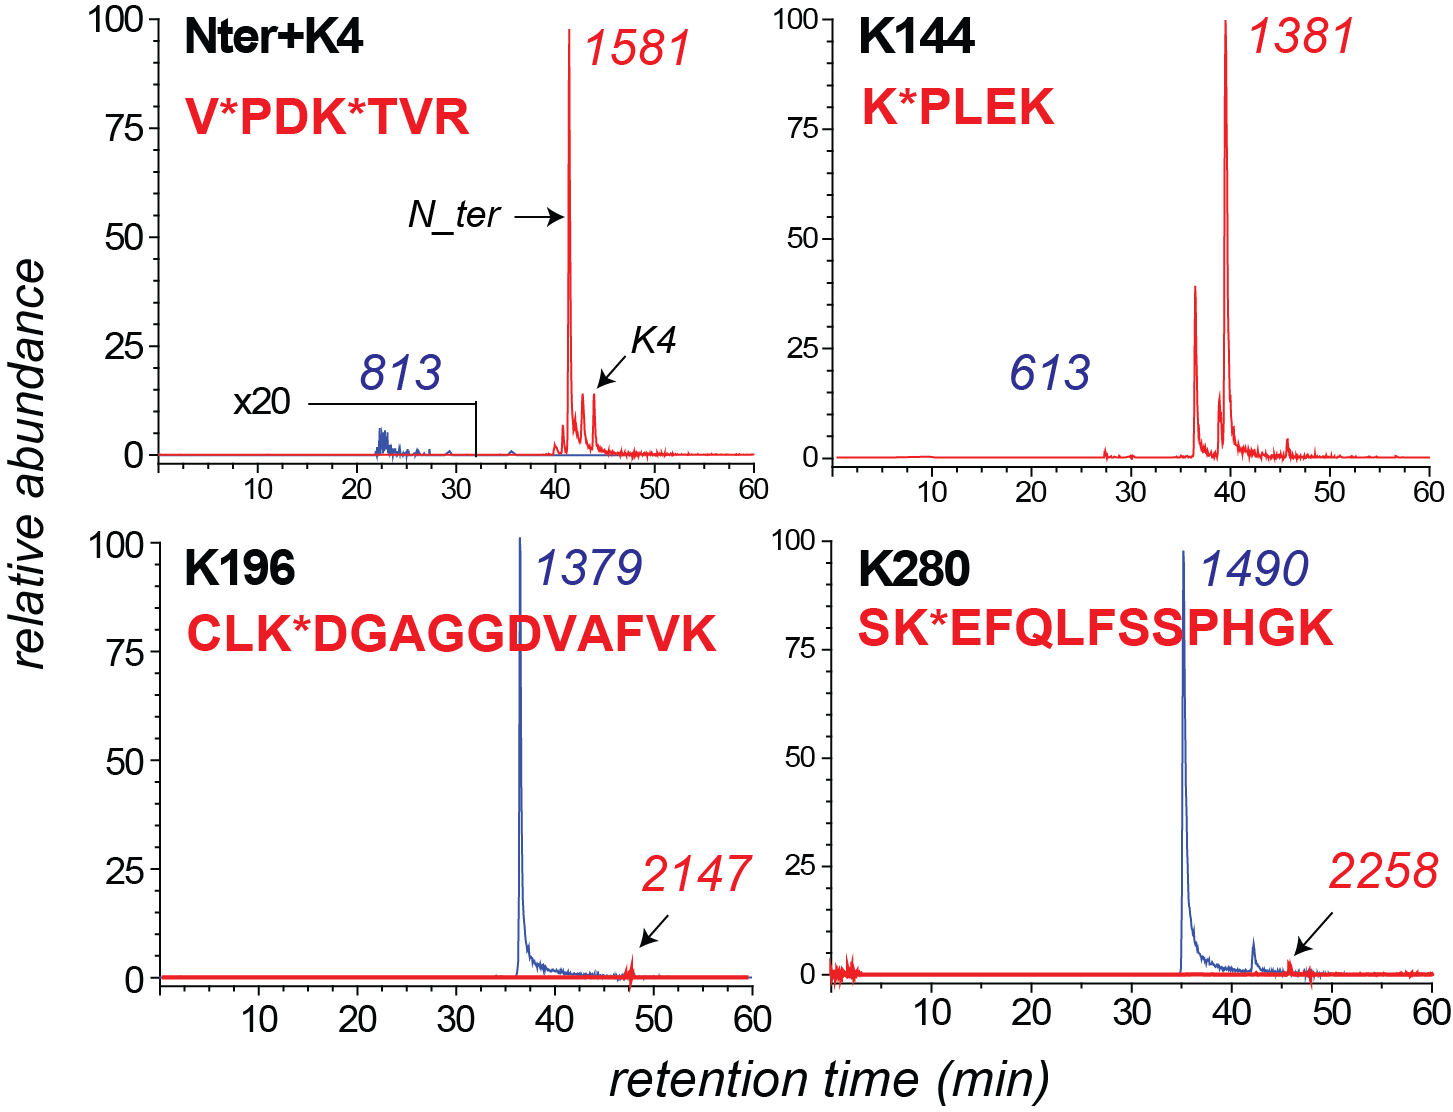 relative abundance
Nter+K4
V*PDK*TVR
1581
N_ter
K4
813
x20
100
75
50
25
0
10 20 30 40 50 60
K144
K*PLEK
1381
613
100
75
50
25
0
10 20 30 40 50 60
K196
CLK*DGAGGDVAFVK
1379
2147
100
75
50
25
0
10 20 30 40 50 60
K280
SK*EFQLFSSPHGK
1490
2258
100
75
50
25
0
10 20 30 40 50 60
retention time (min)